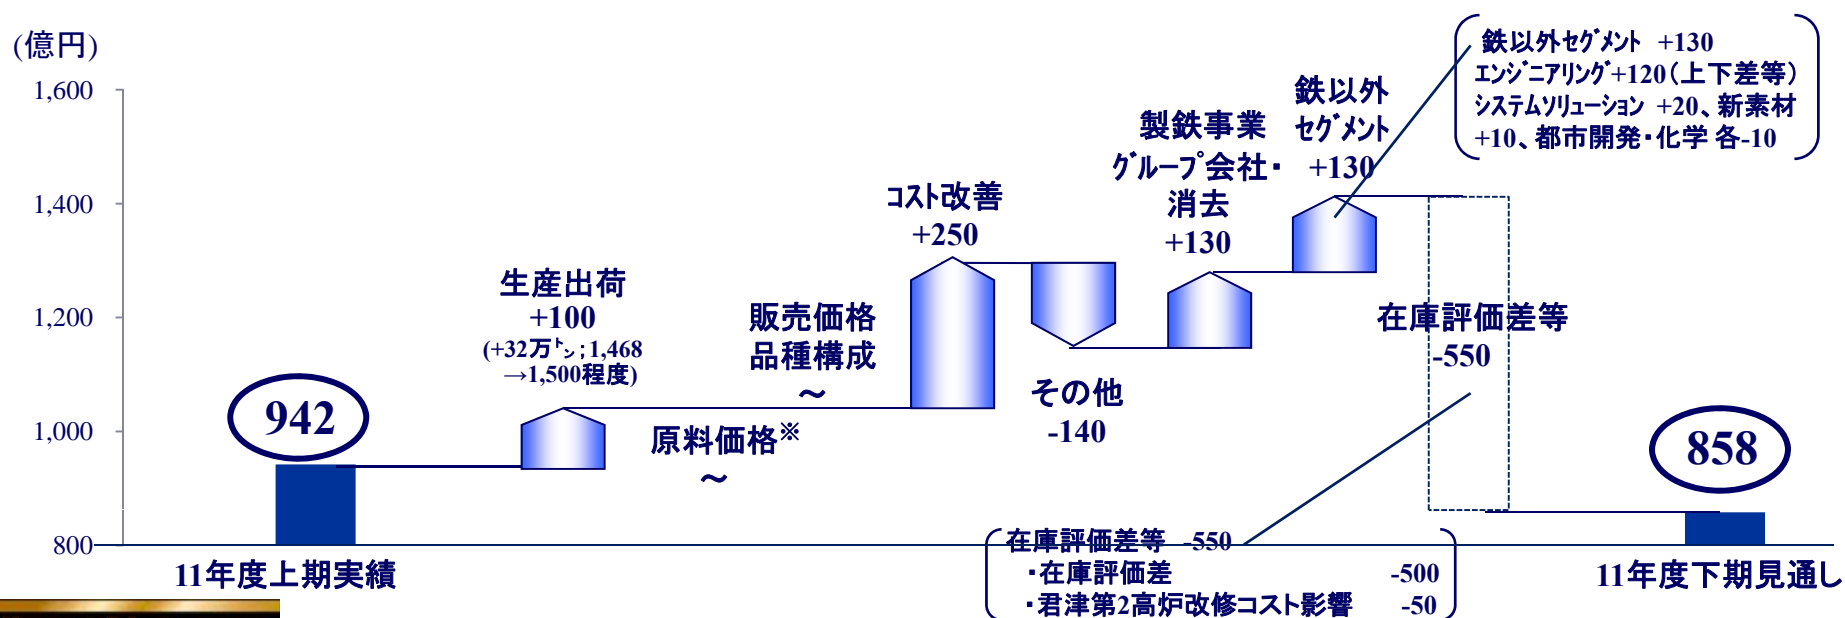 (億円)
1,600
1,400
1,200
1,000
800
942
11年度上期実績
生産出荷
+100
(+32万㌧;1,468
→1,500程度)
原料価格※
～
販売価格
品種構成
～
コスト改善
+250
その他
-140
製鉄事業
グループ会社・
消去
+130
鉄以外
セグメント
+130
鉄以外セグメント +130
エンジニアリング+120(上下差等)
システムソリューション +20、新素材
+10、都市開発・化学 各-10
在庫評価差等
-550
在庫評価差等 -550
・在庫評価差 -500
・君津第2高炉改修コスト影響 -50
858
11年度下期見通し